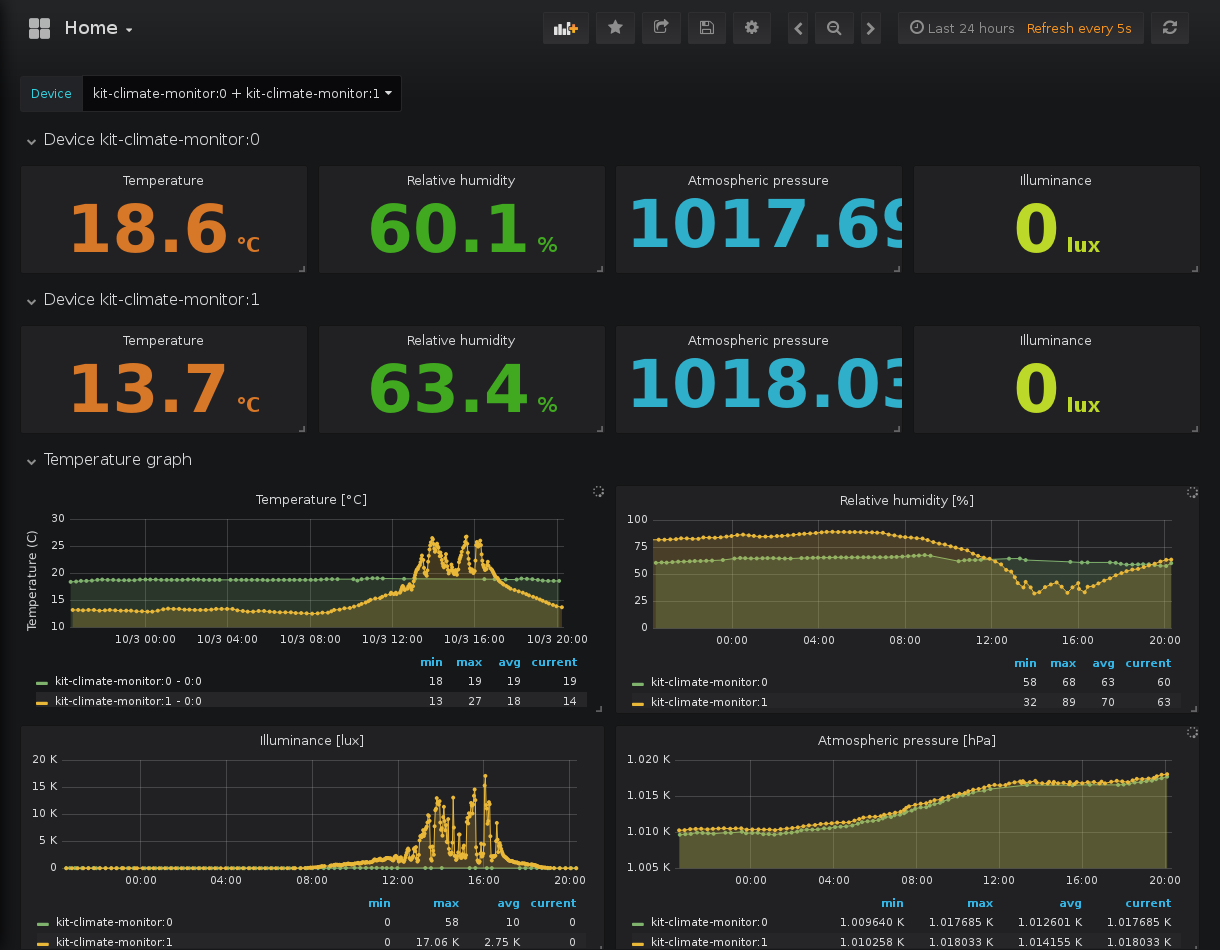 Home
Last 24 hours Refresh every 5s
Device kit-climate-monitor:0 + kit-climate-monitor:1
Device kit-climate-monitor:0
Temperature Relative humidity Atmospheric pressure Illuminance
18.6 °C 60.1 % 1017.69 0 lux
Device kit-climate-monitor:1
Temperature Relative humidity Atmospheric pressure Illuminance
13.7 °C 63.4 % 1018.03 0 lux
Temperature graph
Temperature [°C]
Temperature (C)
30
25
20
15
10
10/3 00:00 10/3 04:00 10/3 08:00 10/3 12:00 10/3 16:00 10/3 20:00
min max avg current
kit-climate-monitor:0 - 0:0 18 19 19 19
kit-climate-monitor:1 - 0:0 13 27 18 14
Relative humidity [%]
100
75
50
25
0
00:00 04:00 08:00 12:00 16:00 20:00
min max avg current
kit-climate-monitor:0 58 68 63 60
kit-climate-monitor:1 32 89 70 63
Illuminance [lux]
20 K
15 K
10 K
5 K
0
00:00 04:00 08:00 12:00 16:00 20:00
min max avg current
kit-climate-monitor:0 0 58 10 0
kit-climate-monitor:1 0 17.06 K 2.75 K 0
Atmospheric pressure [hPa]
1.020 K
1.015 K
1.010 K
1.005 K
00:00 04:00 08:00 12:00 16:00 20:00
min max avg current
kit-climate-monitor:0 1.009640 K 1.017685 K 1.012601 K 1.017685 K
kit-climate-monitor:1 1.010258 K 1.018033 K 1.014155 K 1.018033 K